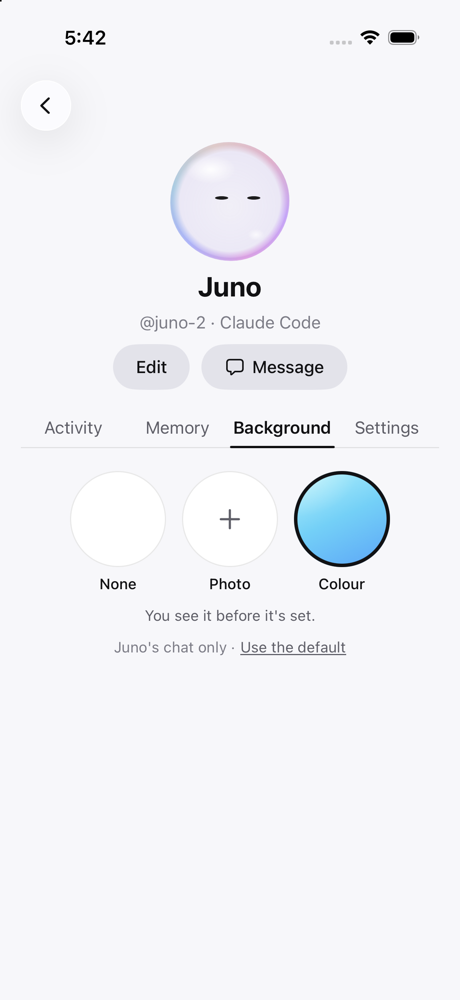 5:42
Juno
@juno-2 · Claude Code
Edit
Message
Activity
Memory
Background
Settings
None
Photo
Colour
You see it before it's set.
Juno's chat only · Use the default